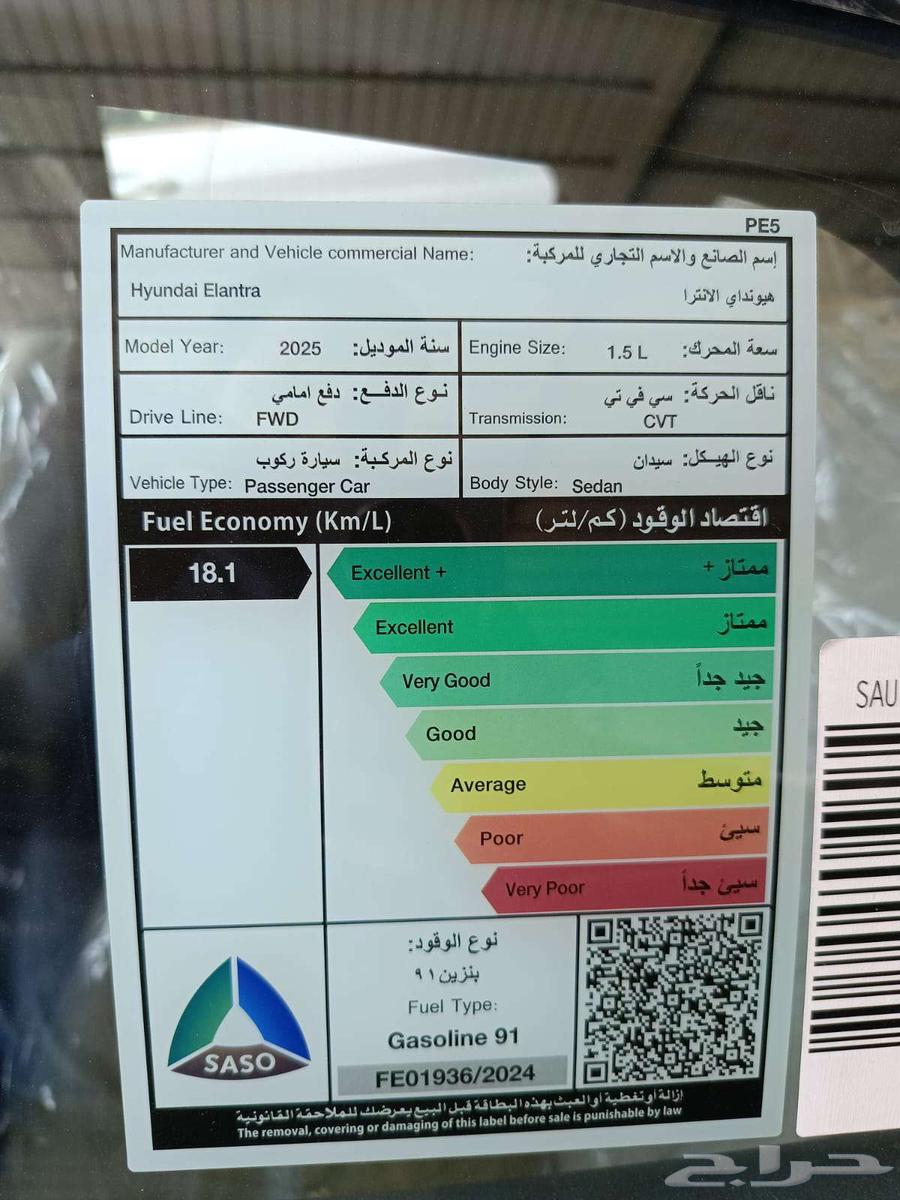 PE5
Manufacturer and Vehicle commercial Name: إسم الصانع والاسم التجاري للمركبة:
Hyundai Elantra هيونداي الانترا
Model Year: 2025 سنة الموديل:
Engine Size: 1.5 L سعة المحرك:
نوع الدفع: دفع امامي
Drive Line: FWD
ناقل الحركة: سي في تي
Transmission: CVT
نوع المركبة: سيارة ركوب
Vehicle Type: Passenger Car
نوع الهيكل: سيدان
Body Style: Sedan
Fuel Economy (Km/L) اقتصاد الوقود (كم/لتر)
18.1
Excellent + ممتاز +
Excellent ممتاز
Very Good جيد جداً
Good جيد
Average متوسط
Poor سيئ
Very Poor سيئ جداً
SASO
نوع الوقود:
بنزين ٩١
Fuel Type:
Gasoline 91
FE01936/2024
إزالة أو تغطية أو العبث بهذه البطاقة قبل البيع يعرضك للملاحقة القانونية
The removal, covering or damaging of this label before sale is punishable by law
SAU
حراج